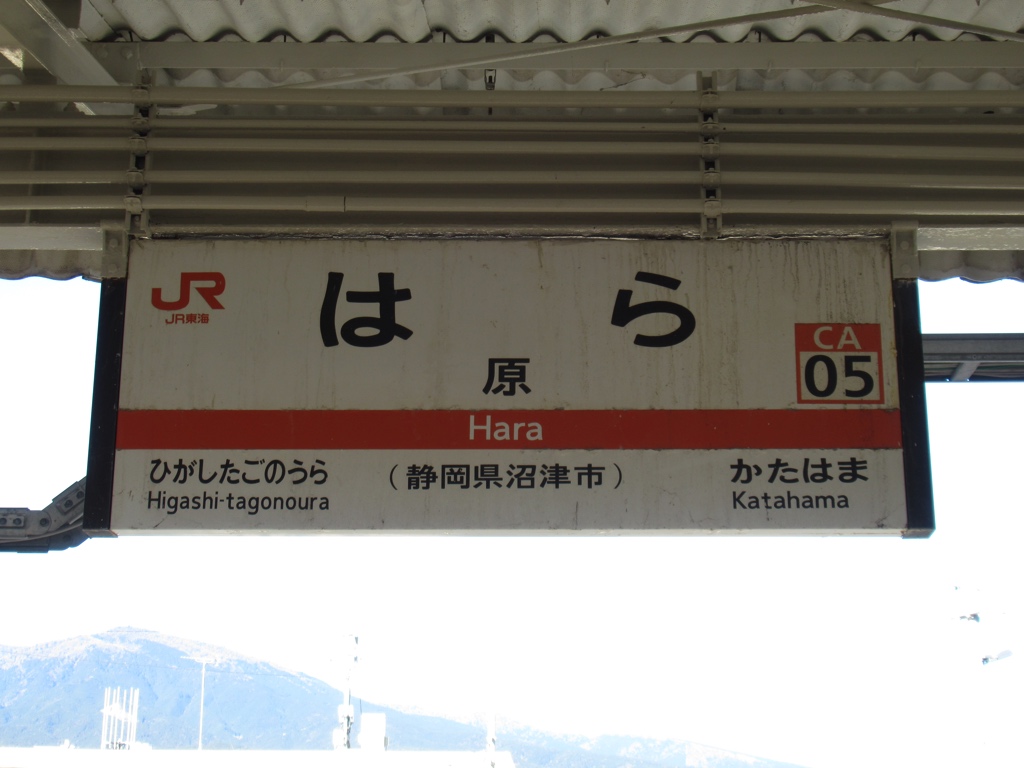 JR
JR東海
はら
原
CA
05
Hara
ひがしたごのうら
Higashi-tagonoura
（静岡県沼津市）
かたはま
Katahama